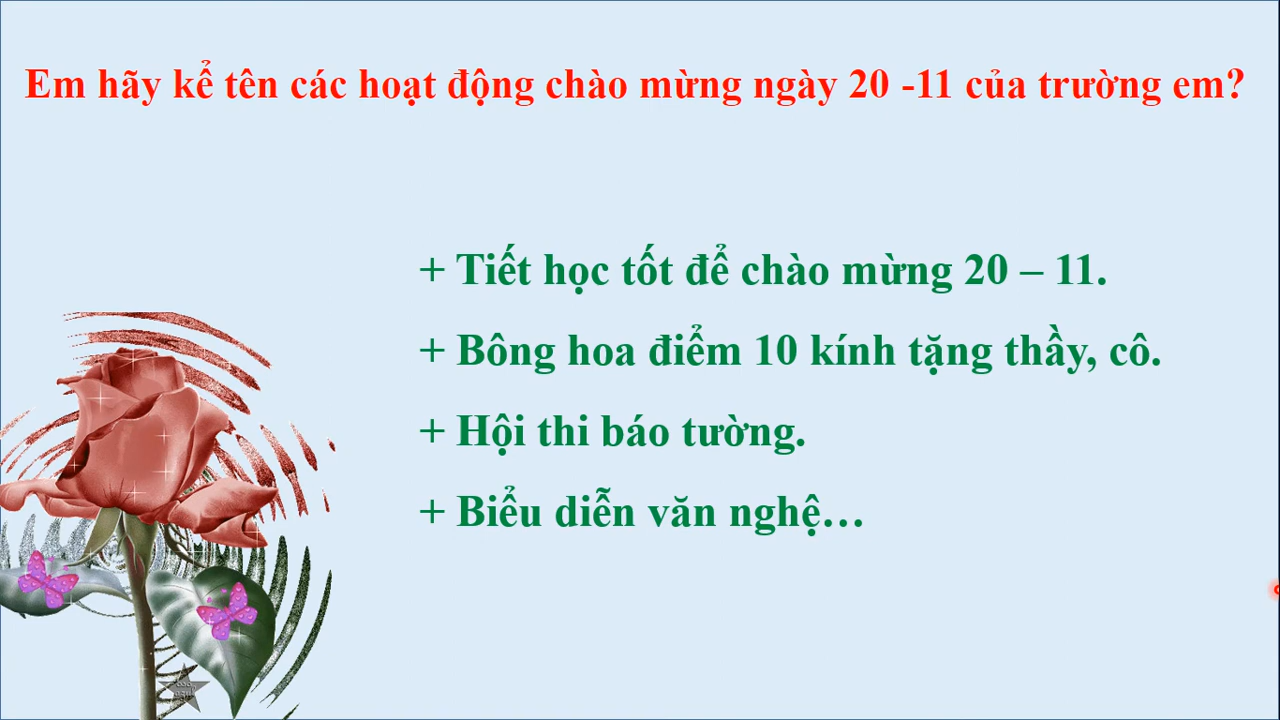 Em hãy kể tên các hoạt động chào mừng ngày 20 -11 của trường em?
+ Tiết học tốt để chào mừng 20 – 11.
+ Bông hoa điểm 10 kính tặng thầy, cô.
+ Hội thi báo tường.
+ Biểu diễn văn nghệ…